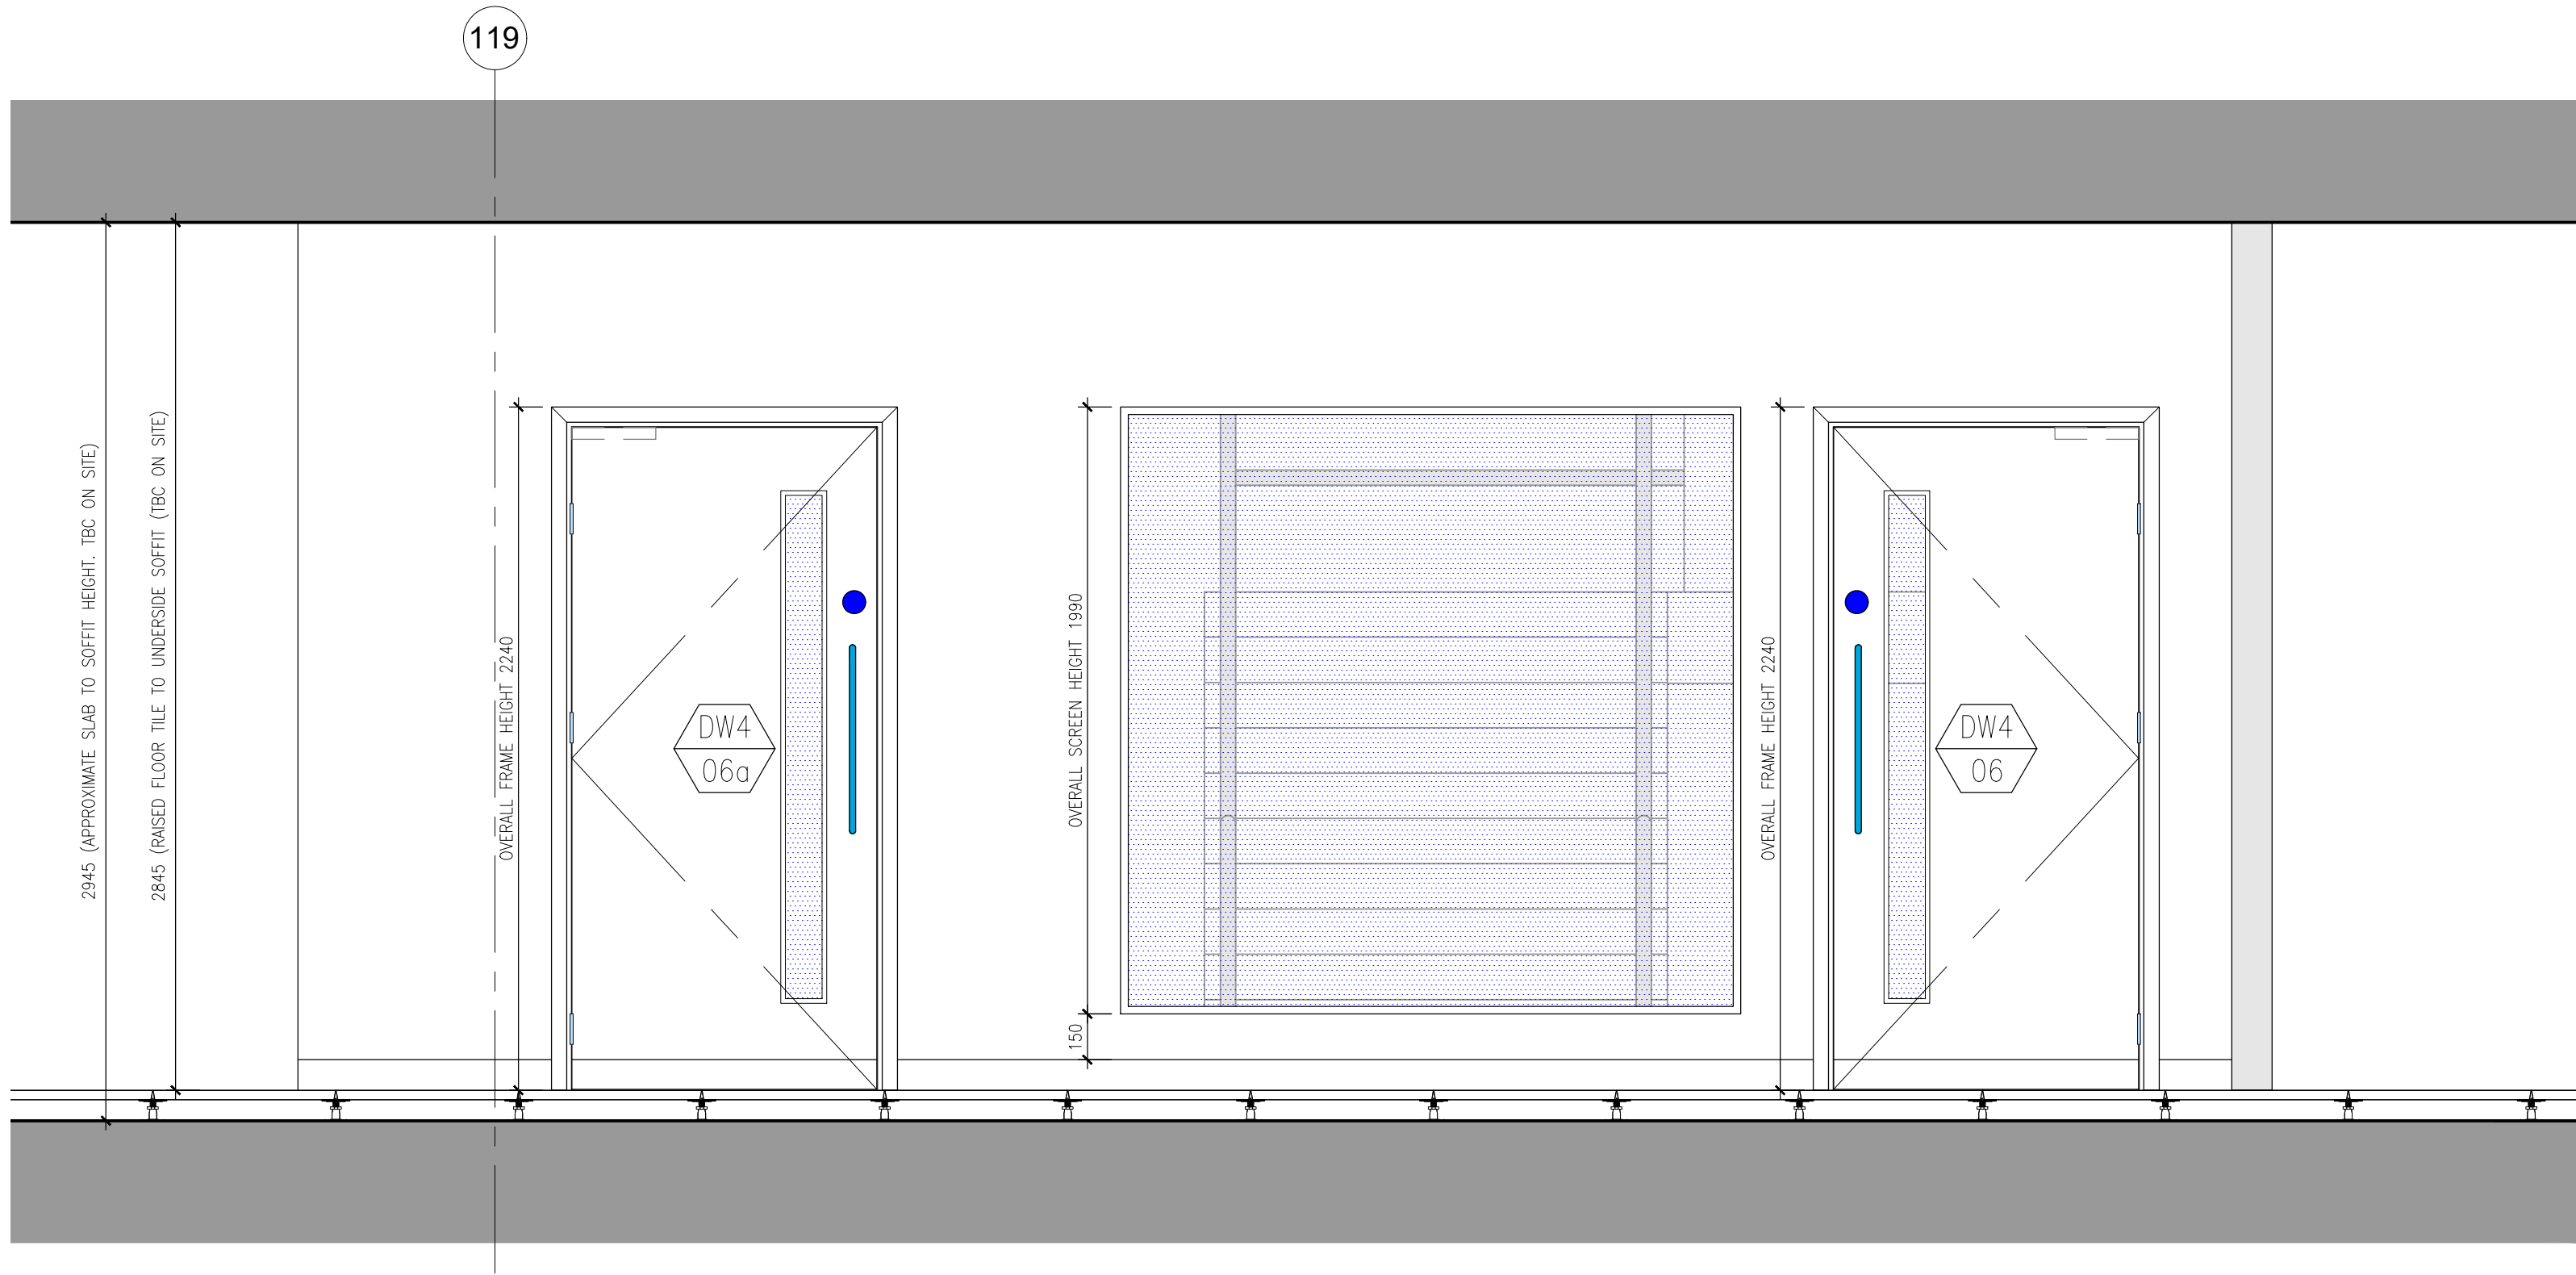 119
2945 (APPROXIMATE SLAB TO SOFFIT HEIGHT. TBC ON SITE)
2845 (RAISED FLOOR TILE TO UNDERSIDE SOFFIT (TBC ON SITE)
OVERALL FRAME HEIGHT 2240
DW4
06a
OVERALL SCREEN HEIGHT 1990
150
OVERALL FRAME HEIGHT 2240
DW4
06